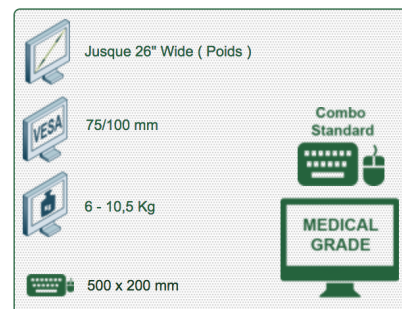 Jusque 26" Wide ( Poids )
VESA
75/100 mm
Combo
Standard
6 - 10,5 Kg
MEDICAL
GRADE
500 x 200 mm